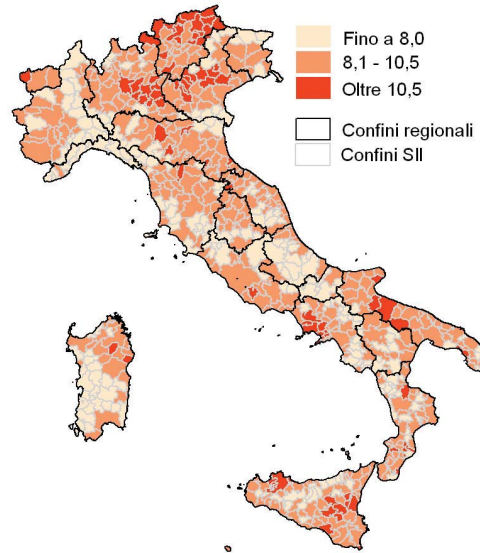 Fino a 8,0
8,1 - 10,5
Oltre 10,5
Confini regionali
Confini SII